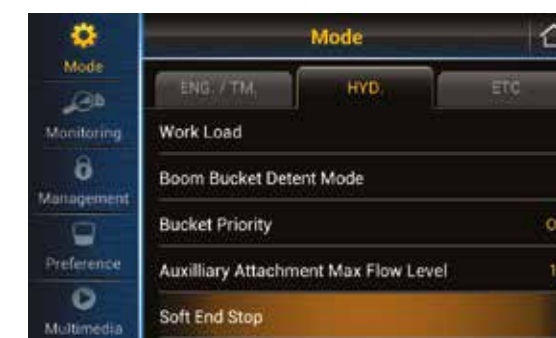 Mode
Mode
Monitoring
Management
Preference
Multimedia
ENG. / TM.
HYD.
ETC
Work Load
Boom Bucket Detent Mode
Bucket Priority
Auxilliary Attachment Max Flow Level
Soft End Stop